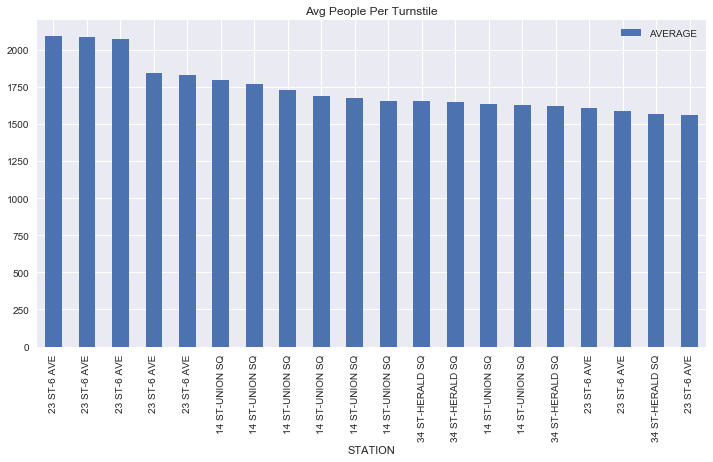 Avg People Per Turnstile
AVERAGE
2000
1750
1500
1250
1000
750
500
250
0
23 ST-6 AVE
23 ST-6 AVE
23 ST-6 AVE
23 ST-6 AVE
23 ST-6 AVE
14 ST-UNION SQ
14 ST-UNION SQ
14 ST-UNION SQ
14 ST-UNION SQ
14 ST-UNION SQ
14 ST-UNION SQ
34 ST-HERALD SQ
34 ST-HERALD SQ
14 ST-UNION SQ
14 ST-UNION SQ
34 ST-HERALD SQ
23 ST-6 AVE
23 ST-6 AVE
34 ST-HERALD SQ
23 ST-6 AVE
STATION